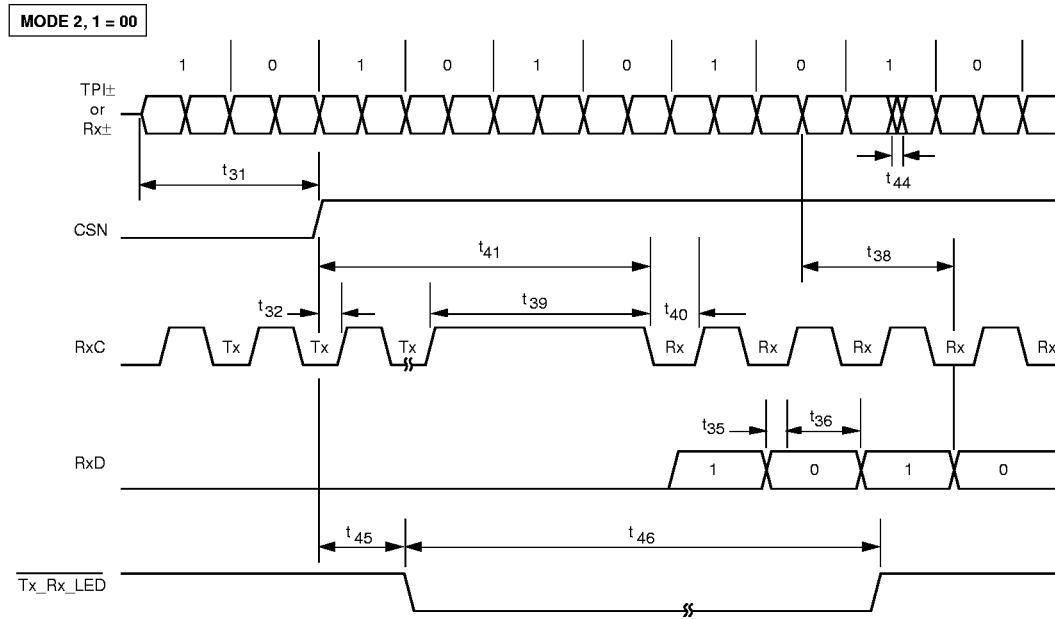 MODE 2, 1 = 00
1 0 1 0 1 0 1 0 1 0
TPI±
or
Rx±
t31
t44
CSN
t41
t38
t32
t39
t40
RxC
Tx Tx Tx Rx Rx Rx Rx Rx
t35
t36
RxD
1 0 1 0
t45
t46
Tx_Rx_LED